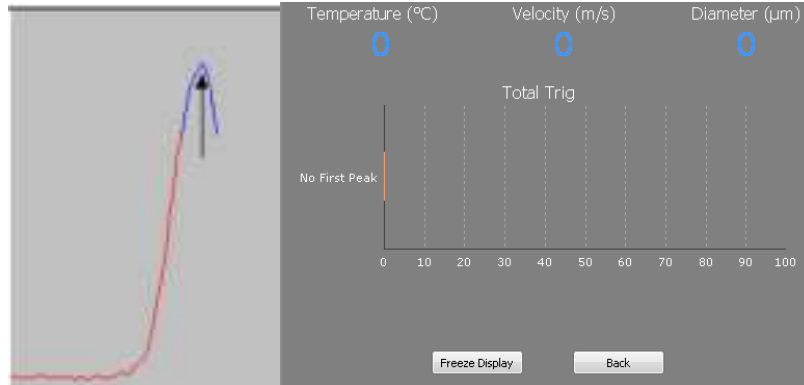 Temperature (ºC) Velocity (m/s) Diameter (µm)
0 0 0
Total Trig
No First Peak
0 10 20 30 40 50 60 70 80 90 100
Freeze Display Back